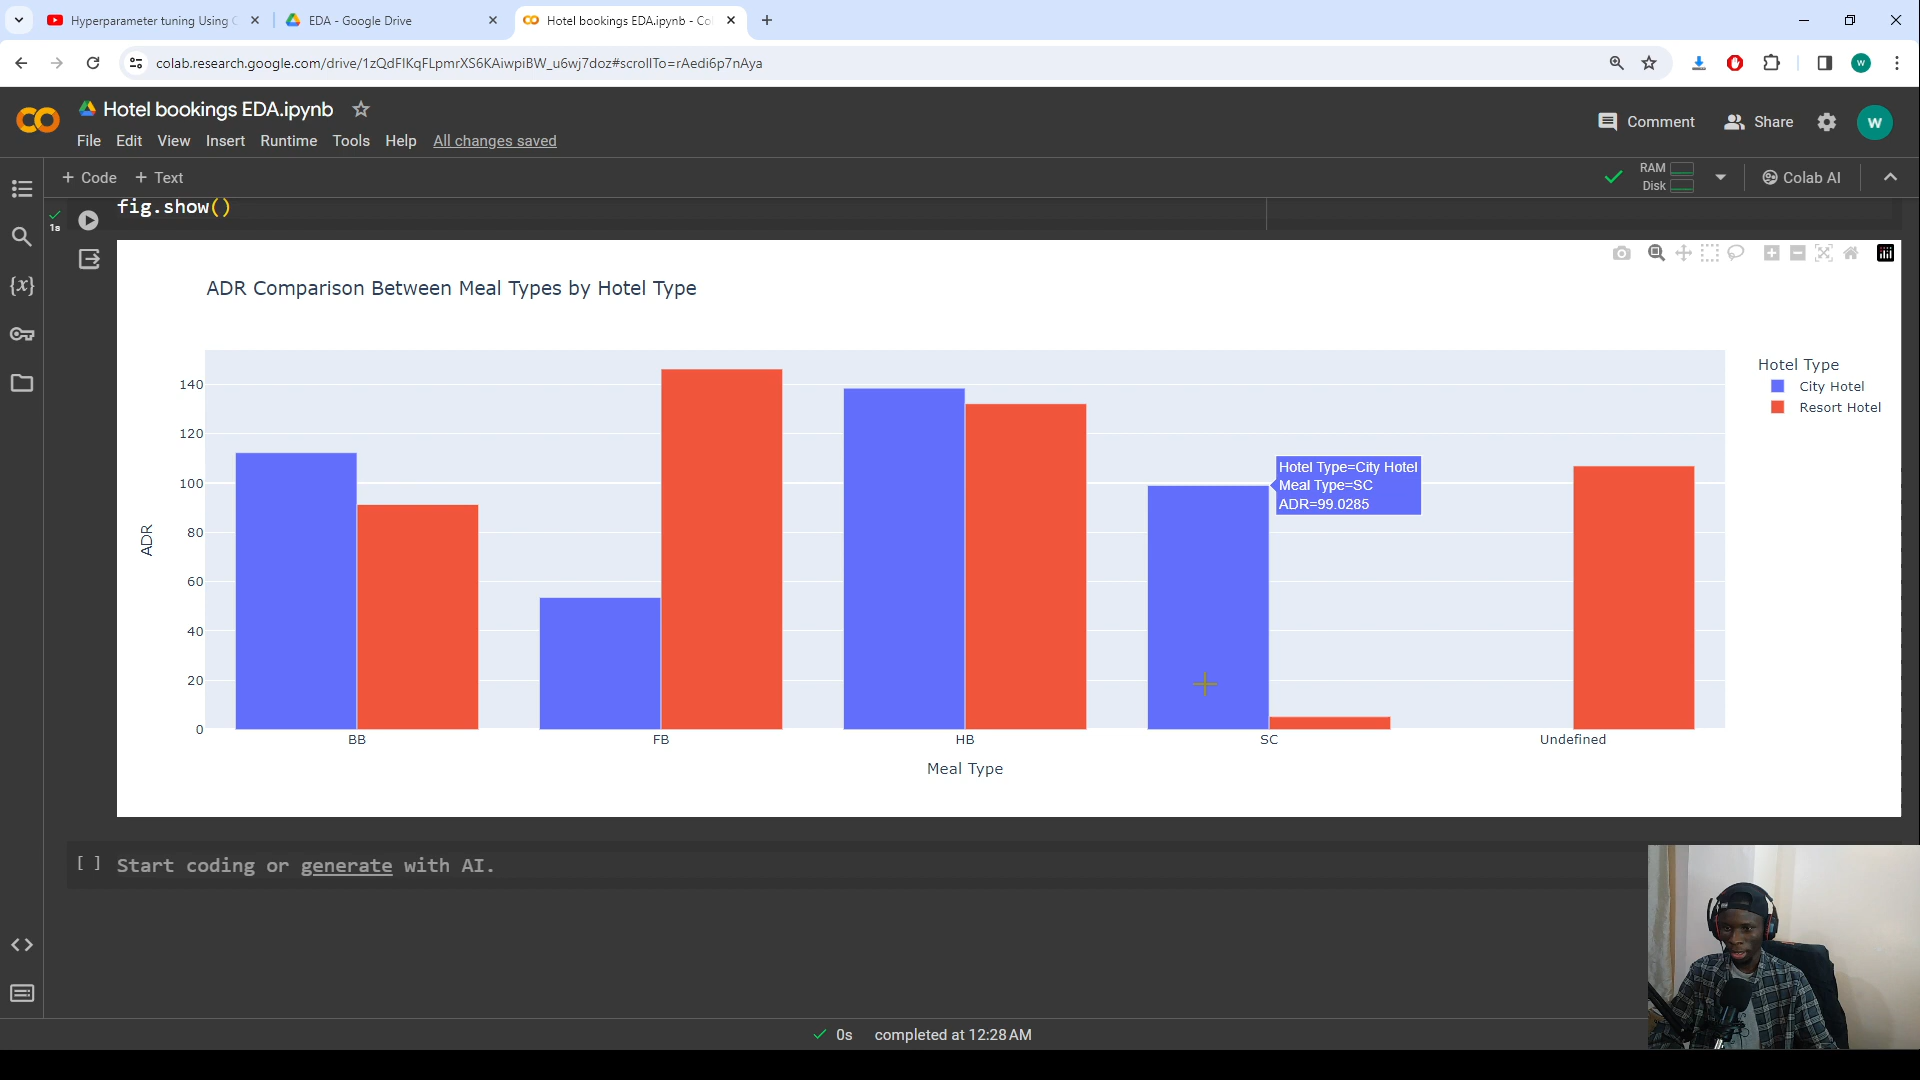 Hyperparameter tuning Using C
EDA - Google Drive
Hotel bookings EDA.ipynb - Co
colab.research.google.com/drive/1zQdFlKqFLpmrXS6KAiwpiBW_u6wj7doz#scrollTo=rAedi6p7nAya
W
Hotel bookings EDA.ipynb
Comment
Share
W
File Edit View Insert Runtime Tools Help All changes saved
+ Code + Text
RAM
Disk
Colab AI
1s
fig.show()
{x}
ADR Comparison Between Meal Types by Hotel Type
Hotel Type
City Hotel
Resort Hotel
140
120
100
80
60
40
20
0
ADR
Hotel Type=City Hotel
Meal Type=SC
ADR=99.0285
BB FB HB SC Undefined
Meal Type
[ ] Start coding or generate with AI.
0s completed at 12:28 AM